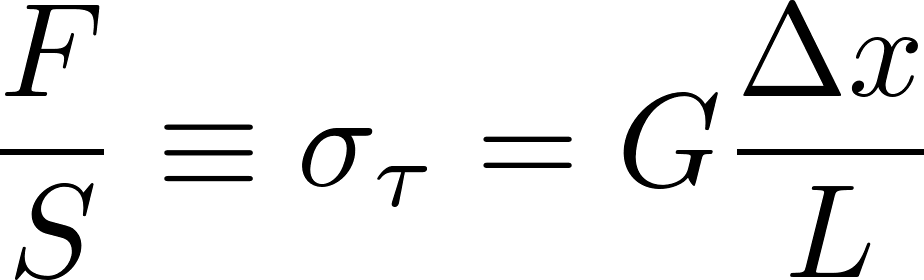 F/S ≡ σ_τ = G Δx/L